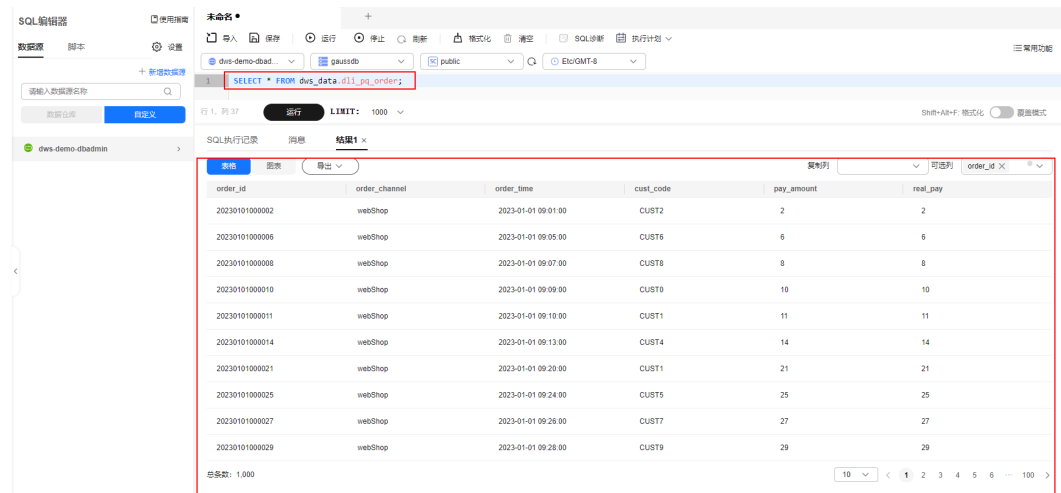 SQL编辑器
使用指南
数据源 脚本 设置
+ 新增数据源
请输入数据源名称
数据仓库 自定义
dws-demo-dbadmin
未命名 ● +
导入 保存 运行 停止 刷新 格式化 清空 SQL诊断 执行计划
常用功能
dws-demo-dbad... gaussdb public Etc/GMT-8
1 SELECT * FROM dws_data.dli_pq_order;
行 1, 列 37 运行 LIMIT: 1000 Shift+Alt+F: 格式化 覆盖模式
SQL执行记录 消息 结果1 ×
表格 图表 导出 复制列 可选列 order_id ×
order_id order_channel order_time cust_code pay_amount real_pay
20230101000002 webShop 2023-01-01 09:01:00 CUST2 2 2
20230101000006 webShop 2023-01-01 09:05:00 CUST6 6 6
20230101000008 webShop 2023-01-01 09:07:00 CUST8 8 8
20230101000010 webShop 2023-01-01 09:09:00 CUST0 10 10
20230101000011 webShop 2023-01-01 09:10:00 CUST1 11 11
20230101000014 webShop 2023-01-01 09:13:00 CUST4 14 14
20230101000021 webShop 2023-01-01 09:20:00 CUST1 21 21
20230101000025 webShop 2023-01-01 09:24:00 CUST5 25 25
20230101000027 webShop 2023-01-01 09:26:00 CUST7 27 27
20230101000029 webShop 2023-01-01 09:28:00 CUST9 29 29
总条数: 1,000 10 < 1 2 3 4 5 6 ... 100 >